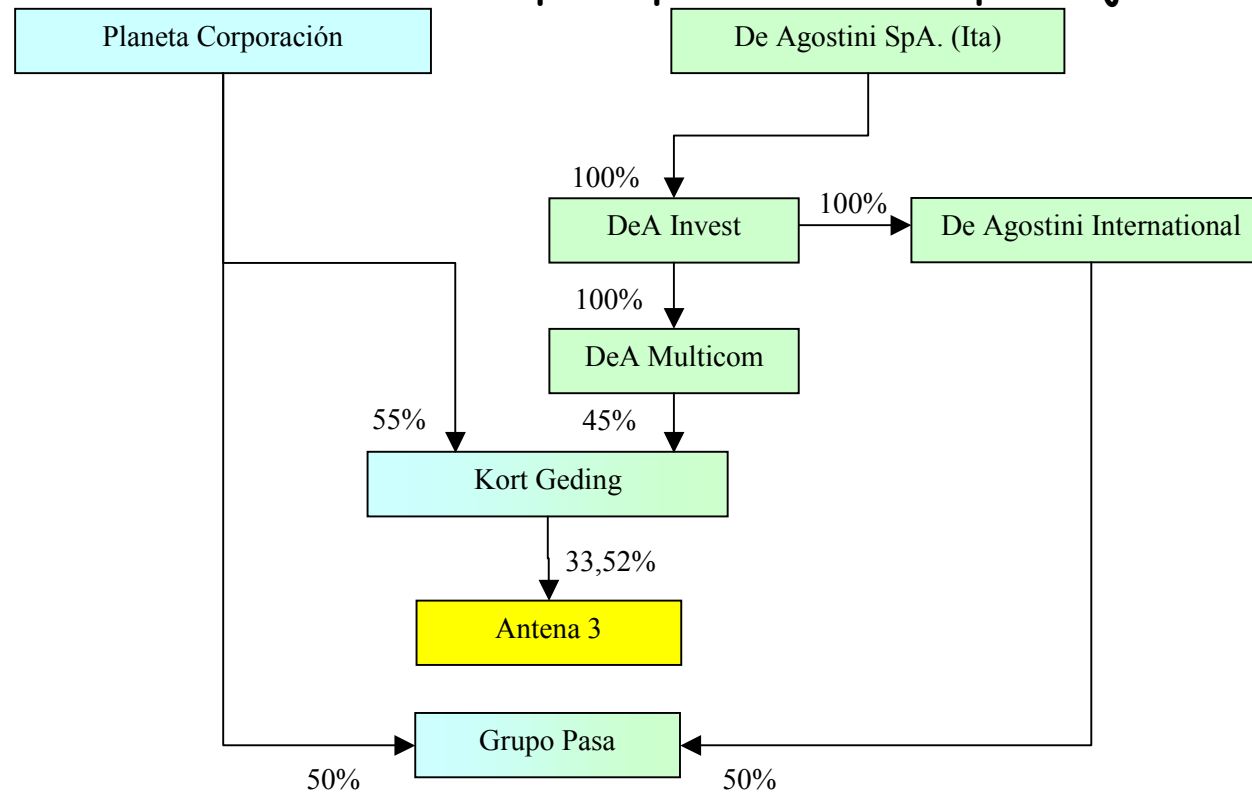 Planeta Corporación
De Agostini SpA. (Ita)
100%
DeA Invest
100%
De Agostini International
100%
DeA Multicom
55%
45%
Kort Geding
33,52%
Antena 3
Grupo Pasa
50%
50%